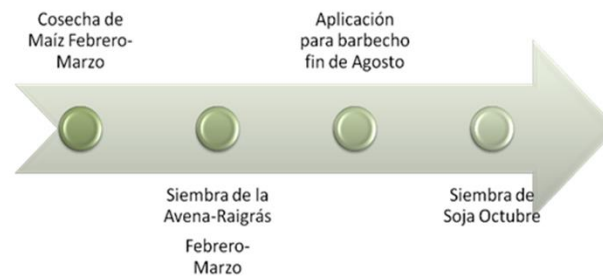 Cosecha de
Maíz Febrero-
Marzo
Siembra de la
Avena-Raigrás
Febrero-
Marzo
Aplicación
para barbecho
fin de Agosto
Siembra de
Soja Octubre